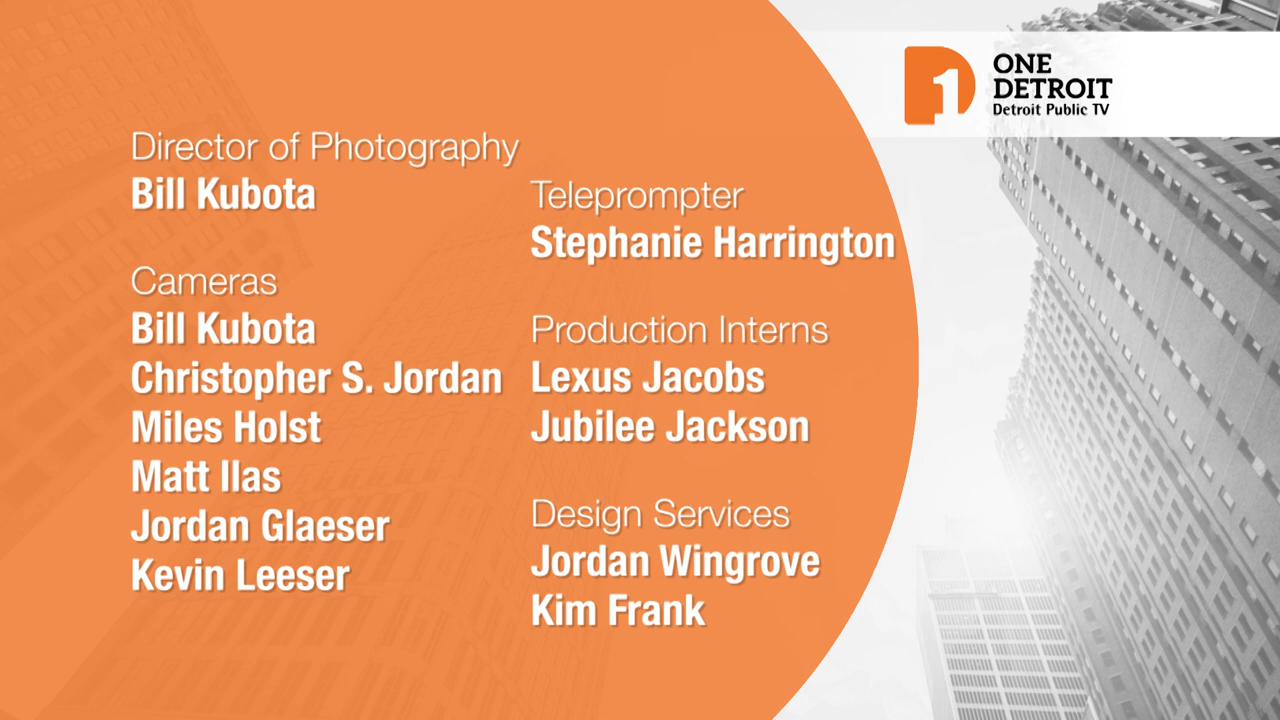 Director of Photography
Bill Kubota
Cameras
Bill Kubota
Christopher S. Jordan
Miles Holst
Matt Ilas
Jordan Glaeser
Kevin Leeser
Teleprompter
Stephanie Harrington
Production Interns
Lexus Jacobs
Jubilee Jackson
Design Services
Jordan Wingrove
Kim Frank
1
ONE
DETROIT
Detroit Public TV